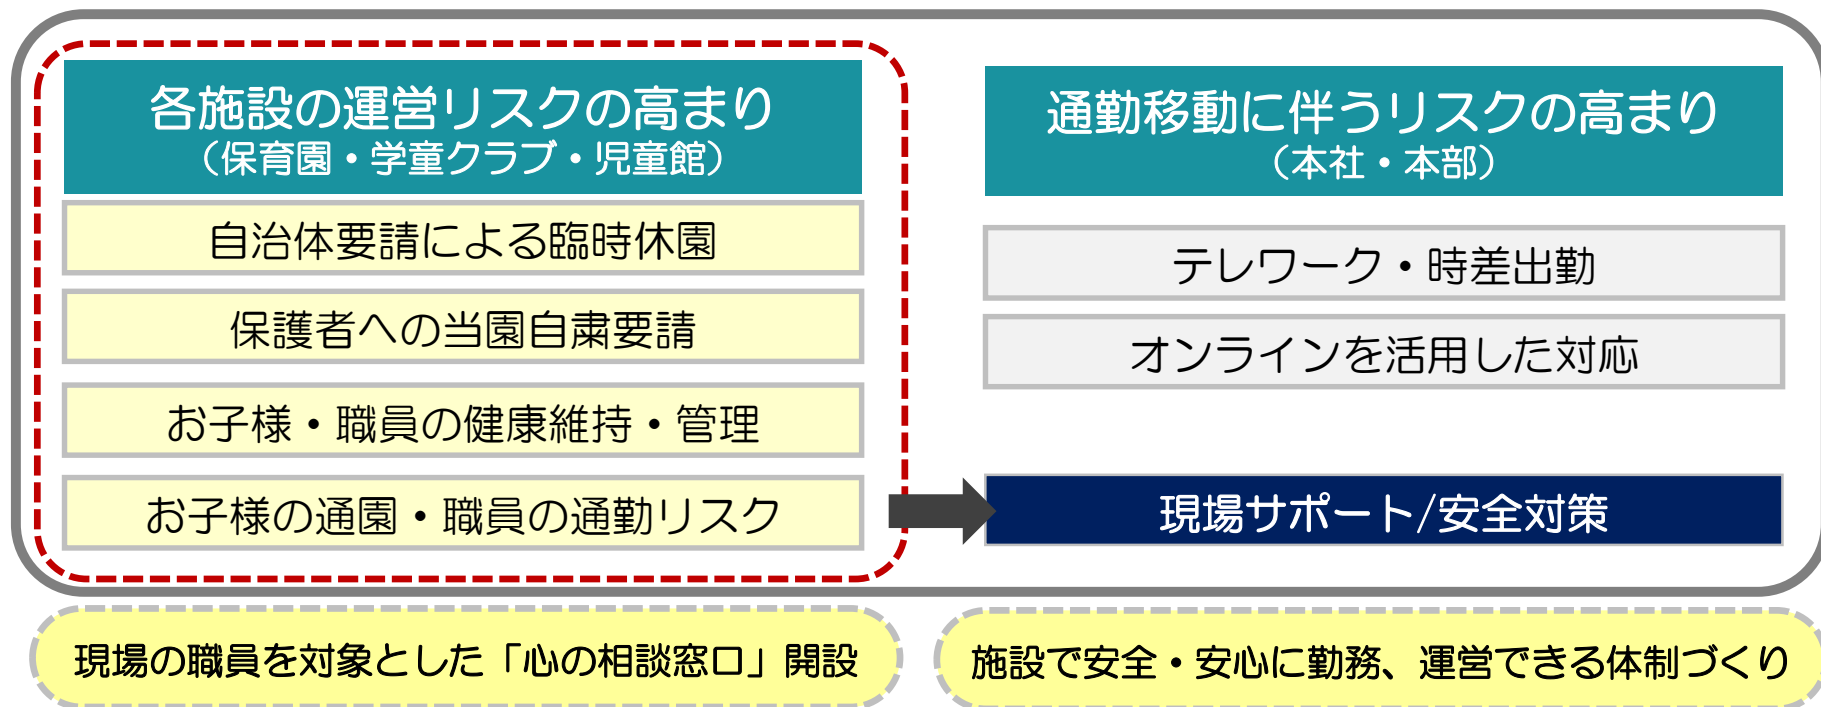 各施設の運営リスクの高まり
（保育園・学童クラブ・児童館）
自治体要請による臨時休園
保護者への当園自粛要請
お子様・職員の健康維持・管理
お子様の通園・職員の通勤リスク
通勤移動に伴うリスクの高まり
（本社・本部）
テレワーク・時差出勤
オンラインを活用した対応
現場サポート/安全対策
現場の職員を対象とした「心の相談窓口」開設
施設で安全・安心に勤務、運営できる体制づくり